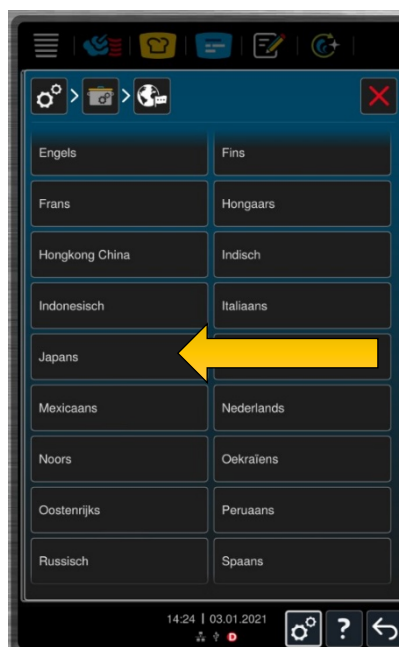 Engels Fins
Frans Hongaars
Hongkong China Indisch
Indonesisch Italiaans
Japans
Mexicaans Nederlands
Noors Oekraïens
Oostenrijks Peruaans
Russisch Spaans
14:24 | 03.01.2021
D ?